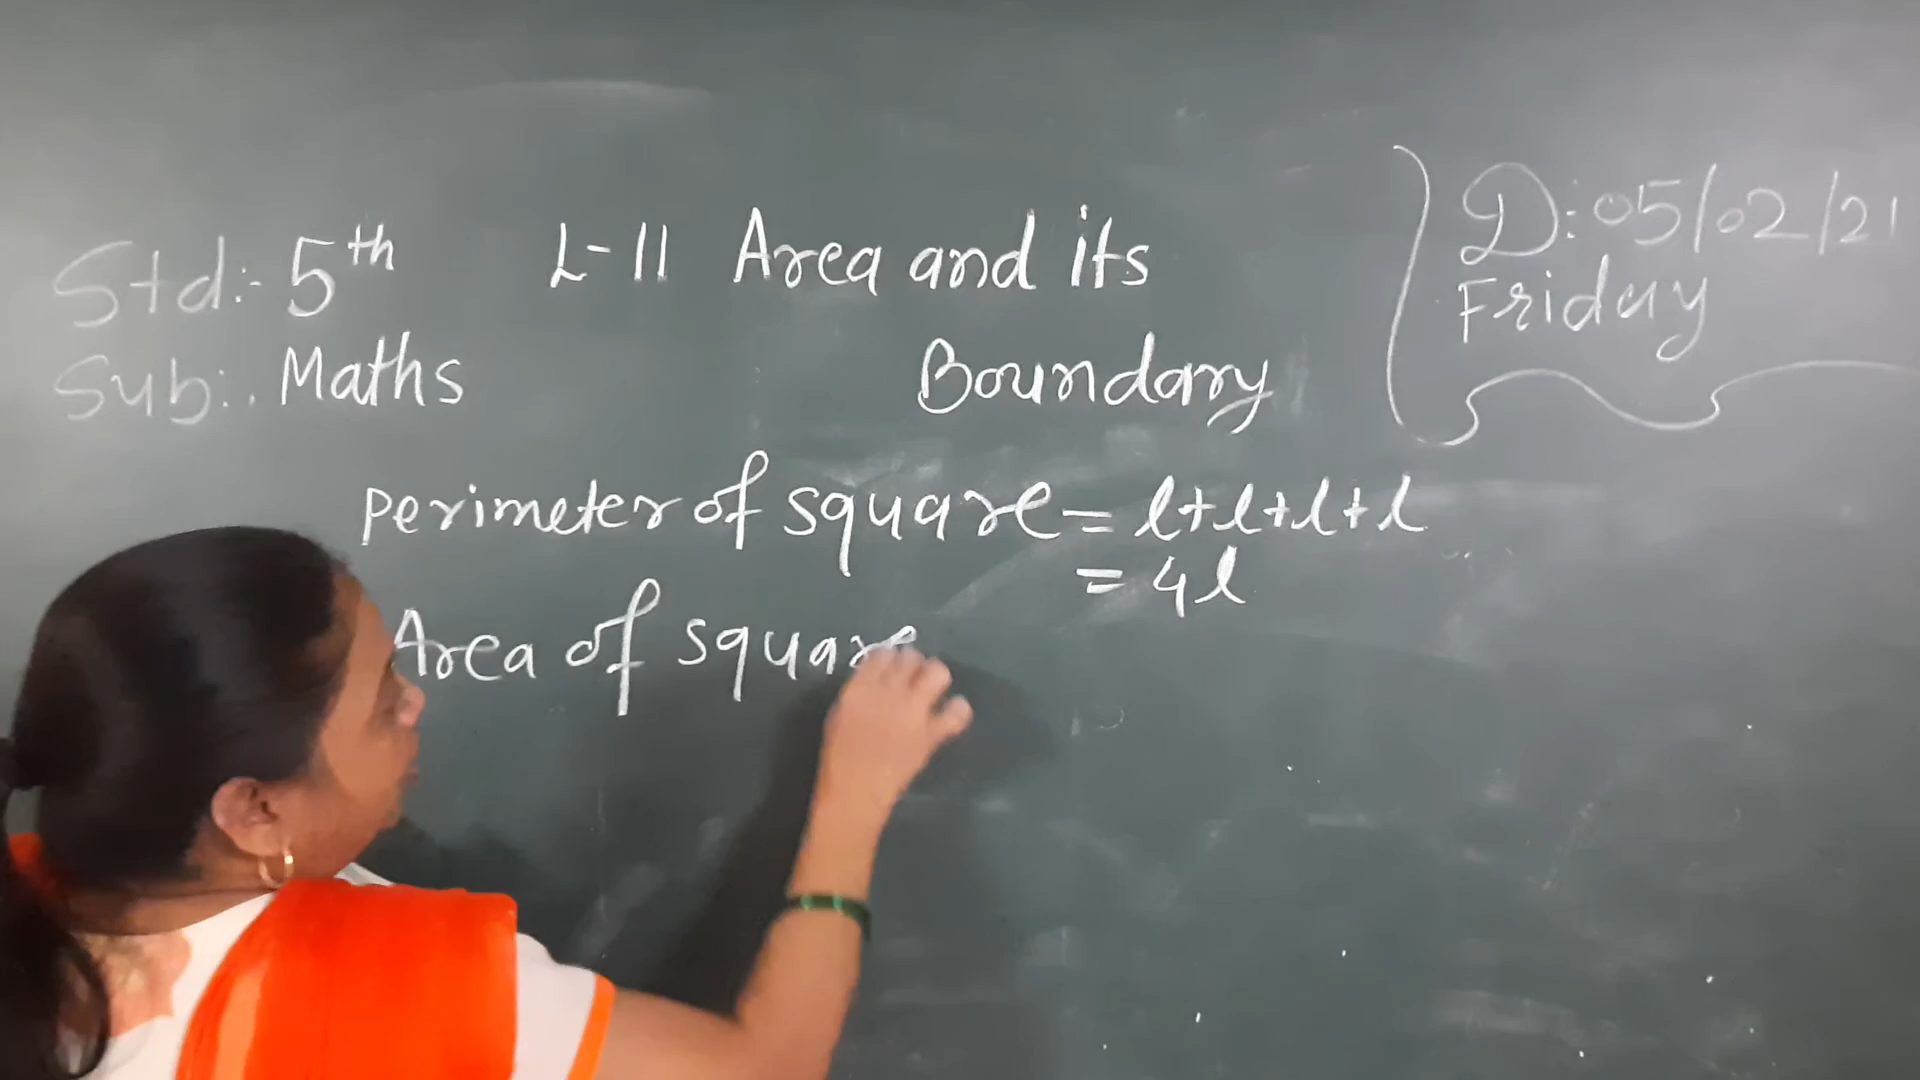 Std:- 5th
Sub:. Maths
L-11 Area and its
Boundary
D: 05/02/21
Friday
Perimeter of square = l+l+l+l
= 4l
Area of square